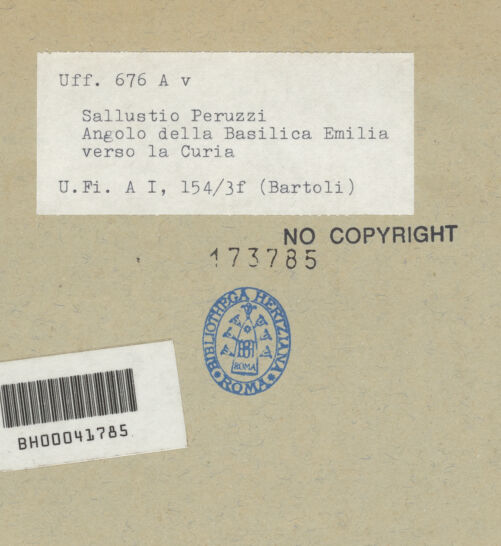 Uff. 676 A v
Sallustio Peruzzi
Angolo della Basilica Emilia
verso la Curia
U.Fi. A I, 154/3f (Bartoli)
NO COPYRIGHT
173785
BIBLIOTHECA HERTZIANA
ROMA
ROMA
BH00041785